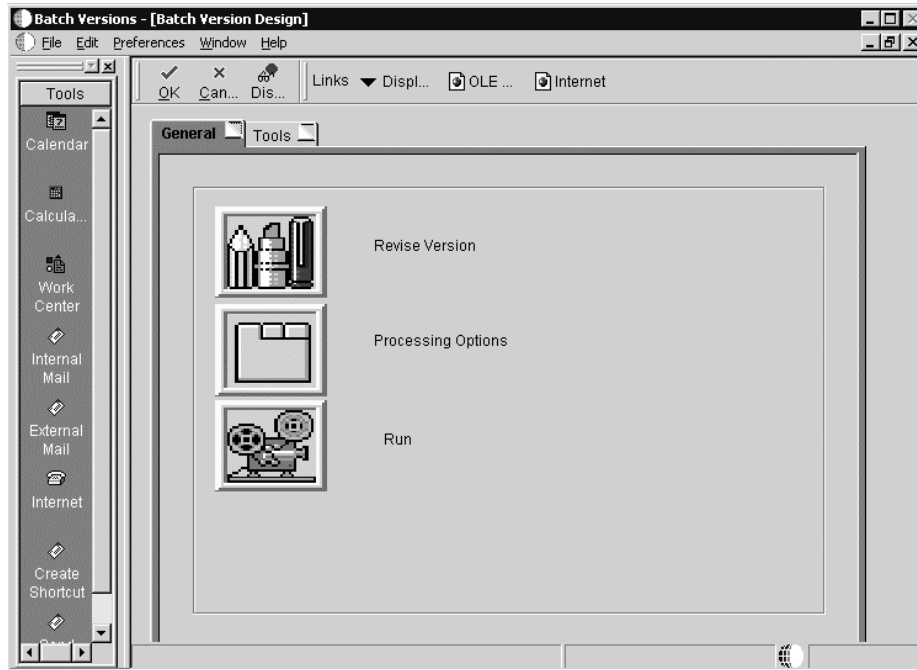 Batch Versions - [Batch Version Design]
File Edit Preferences Window Help
Tools
Calendar
Calcula...
Work
Center
Internal
Mail
External
Mail
Internet
Create
Shortcut
OK Can... Dis... Links Displ... OLE ... Internet
General Tools
Revise Version
Processing Options
Run